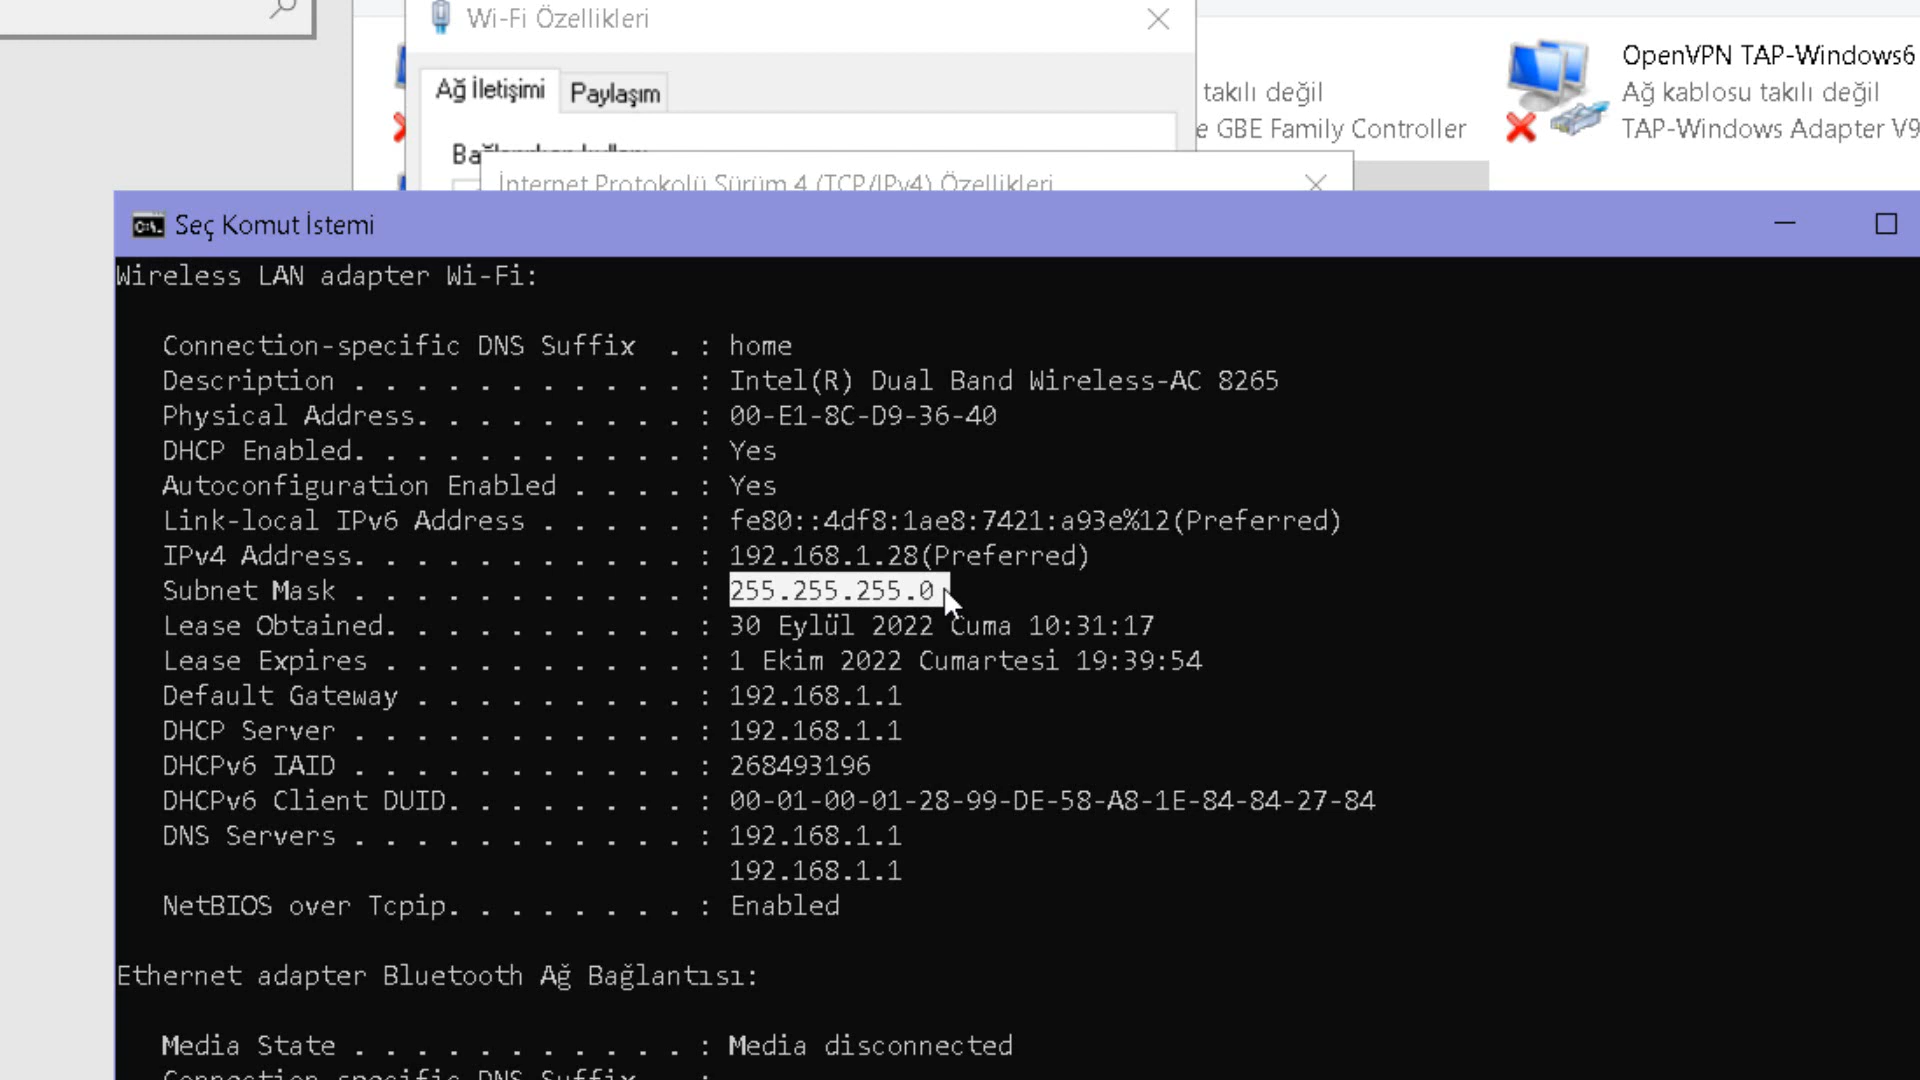 Wi-Fi Özellikleri
Ağ İletişimi
Paylaşım
OpenVPN TAP-Windows6
takılı değil
Ağ kablosu takılı değil
e GBE Family Controller
TAP-Windows Adapter V9
İnternet Protokolü Sürüm 4 (TCP/IPv4) Özellikleri
Seç Komut İstemi
Wireless LAN adapter Wi-Fi:
Connection-specific DNS Suffix . : home
Description . . . . . . . . . . . : Intel(R) Dual Band Wireless-AC 8265
Physical Address. . . . . . . . . : 00-E1-8C-D9-36-40
DHCP Enabled. . . . . . . . . . . : Yes
Autoconfiguration Enabled . . . . : Yes
Link-local IPv6 Address . . . . . : fe80::4df8:1ae8:7421:a93e%12(Preferred)
IPv4 Address. . . . . . . . . . . : 192.168.1.28(Preferred)
Subnet Mask . . . . . . . . . . . : 255.255.255.0
Lease Obtained. . . . . . . . . . : 30 Eylül 2022 Cuma 10:31:17
Lease Expires . . . . . . . . . . : 1 Ekim 2022 Cumartesi 19:39:54
Default Gateway . . . . . . . . . : 192.168.1.1
DHCP Server . . . . . . . . . . . : 192.168.1.1
DHCPv6 IAID . . . . . . . . . . . : 268493196
DHCPv6 Client DUID. . . . . . . . : 00-01-00-01-28-99-DE-58-A8-1E-84-84-27-84
DNS Servers . . . . . . . . . . . : 192.168.1.1
192.168.1.1
NetBIOS over Tcpip. . . . . . . . : Enabled
Ethernet adapter Bluetooth Ağ Bağlantısı:
Media State . . . . . . . . . . . : Media disconnected
Connection-specific DNS Suffix . :